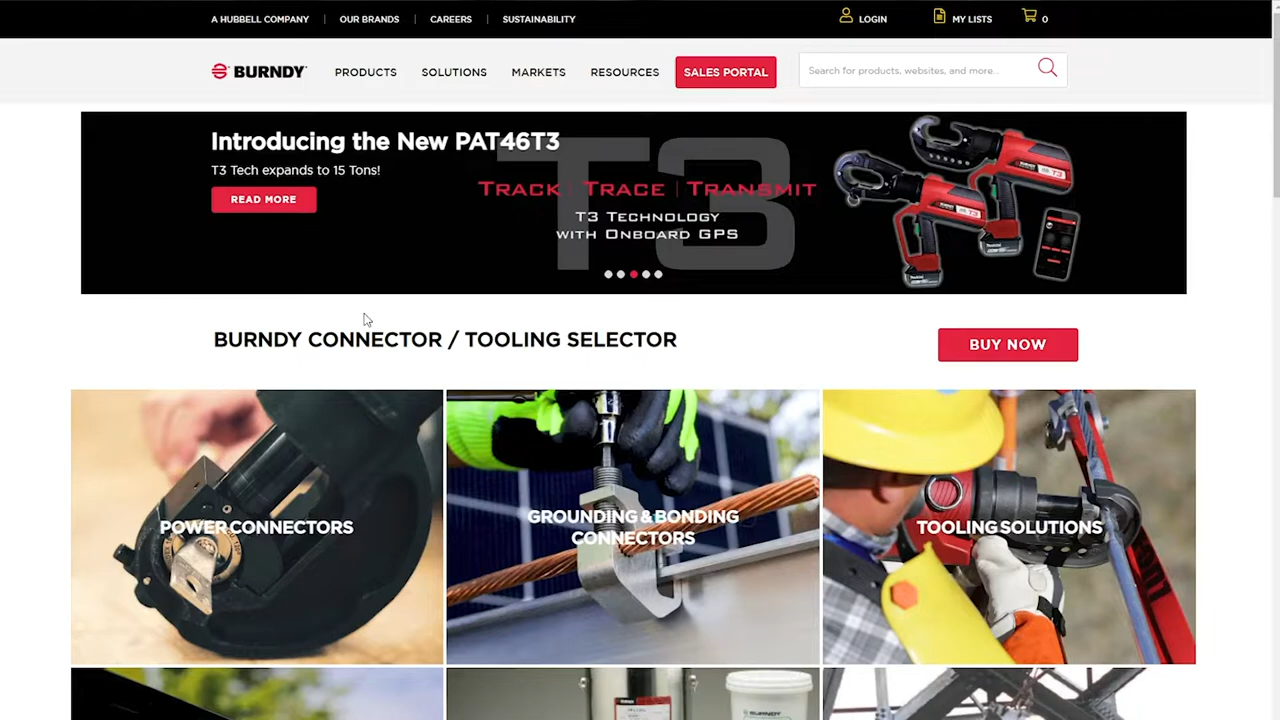 A HUBBELL COMPANY | OUR BRANDS | CAREERS | SUSTAINABILITY LOGIN MY LISTS 0
BURNDY PRODUCTS SOLUTIONS MARKETS RESOURCES SALES PORTAL Search for products, websites, and more...
Introducing the New PAT46T3
T3 Tech expands to 15 Tons!
READ MORE
T3
TRACK | TRACE | TRANSMIT
T3 TECHNOLOGY
WITH ONBOARD GPS
BURNDY CONNECTOR / TOOLING SELECTOR
BUY NOW
POWER CONNECTORS
GROUNDING & BONDING
CONNECTORS
TOOLING SOLUTIONS
BURNDY